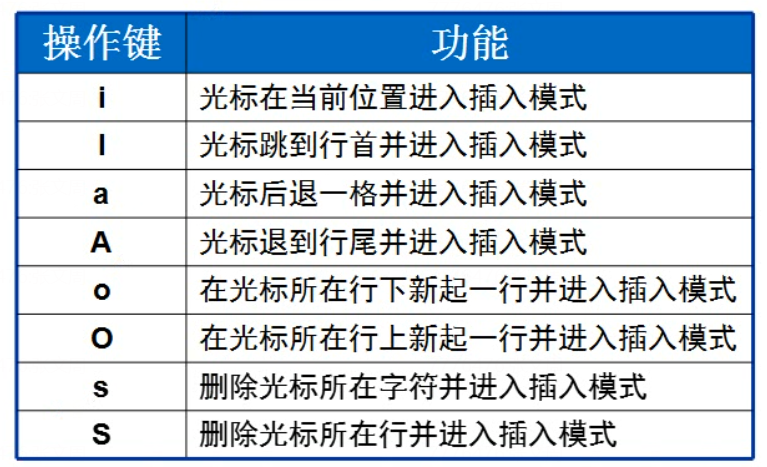 操作键 功能
i 光标在当前位置进入插入模式
I 光标跳到行首并进入插入模式
a 光标后退一格并进入插入模式
A 光标退到行尾并进入插入模式
o 在光标所在行下新起一行并进入插入模式
O 在光标所在行上新起一行并进入插入模式
s 删除光标所在字符并进入插入模式
S 删除光标所在行并进入插入模式